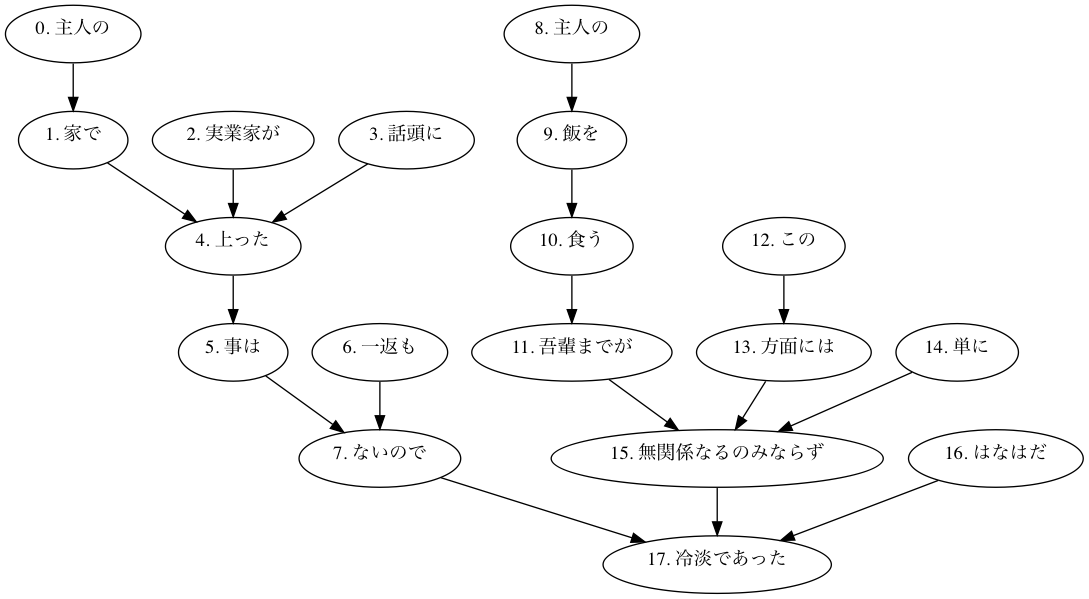 0. 主人の
1. 家で
2. 実業家が
3. 話頭に
4. 上った
5. 事は
6. 一返も
7. ないので
8. 主人の
9. 飯を
10. 食う
11. 吾輩までが
12. この
13. 方面には
14. 単に
15. 無関係なるのみならず
16. はなはだ
17. 冷淡であった